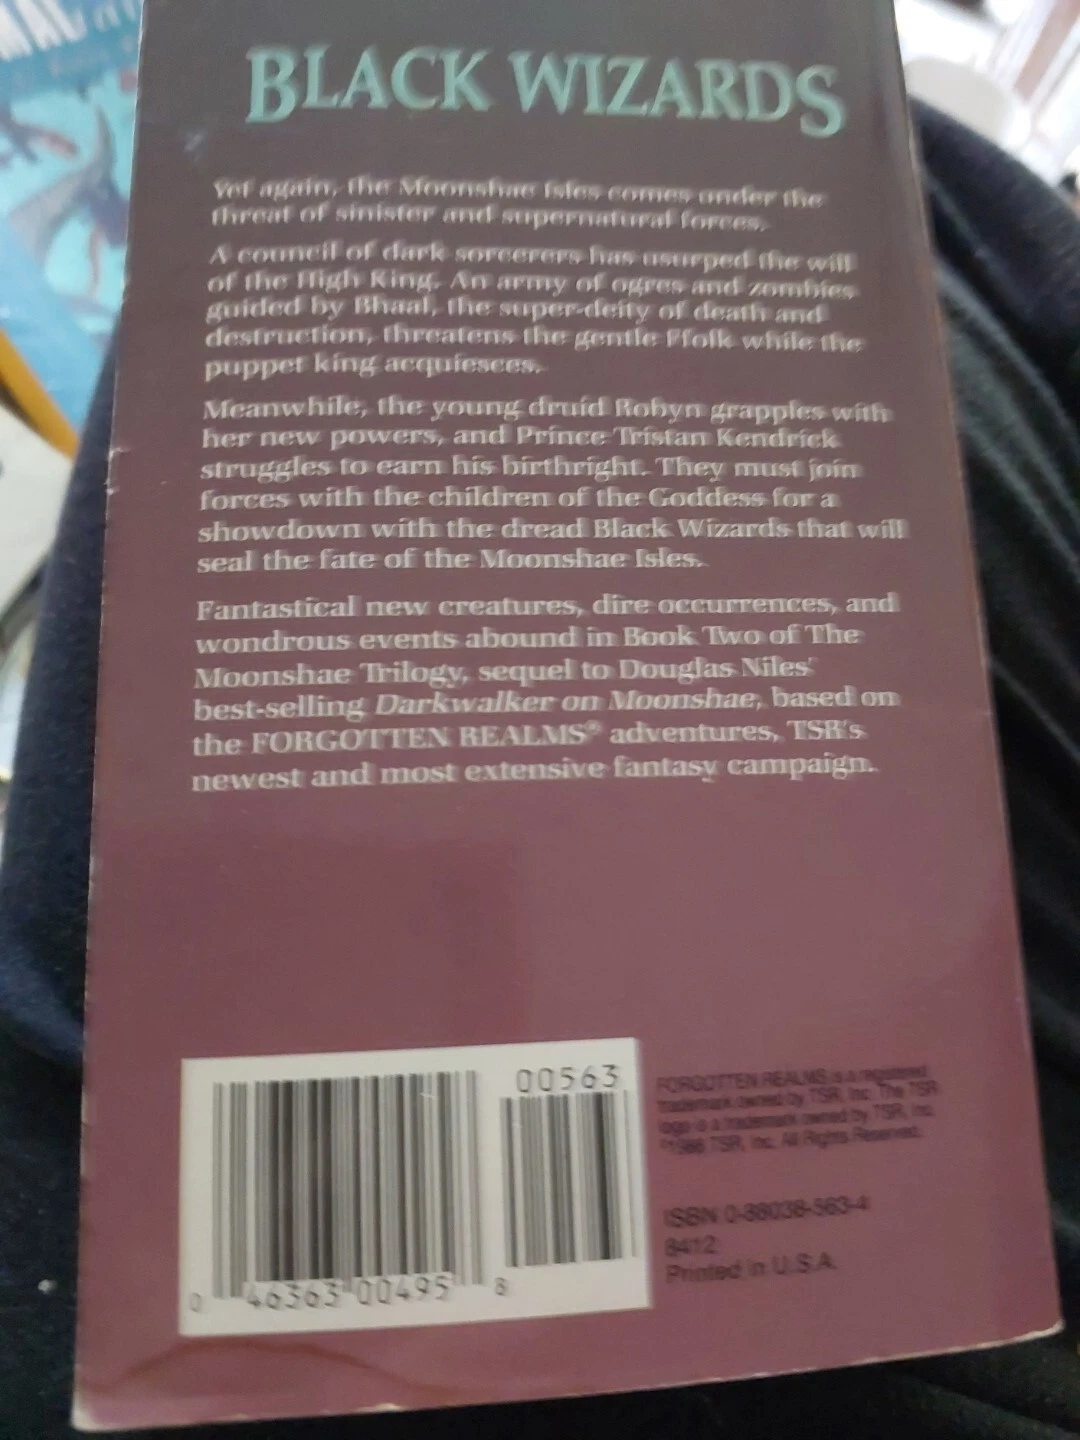 MAL
BLACK WIZARDS
Yet again, the Moonshae Isles comes under the
threat of sinister and supernatural forces.
A council of dark sorcerers has usurped the will
of the High King. An army of ogres and zombies
guided by Bhaal, the super-deity of death and
destruction, threatens the gentle Ffolk while the
puppet king acquiesces.
Meanwhile, the young druid Robyn grapples with
her new powers, and Prince Tristan Kendrick
struggles to earn his birthright. They must join
forces with the children of the Goddess for a
showdown with the dread Black Wizards that will
seal the fate of the Moonshae Isles.
Fantastical new creatures, dire occurrences, and
wondrous events abound in Book Two of The
Moonshae Trilogy, sequel to Douglas Niles'
best-selling Darkwalker on Moonshae, based on
the FORGOTTEN REALMS® adventures, TSR's
newest and most extensive fantasy campaign.
00563
0 46363 00495 8
FORGOTTEN REALMS is a registered
trademark owned by TSR, Inc. The TSR
logo is a trademark owned by TSR, Inc.
©1988 TSR, Inc. All Rights Reserved.
ISBN 0-88038-563-4
8412
Printed in U.S.A.